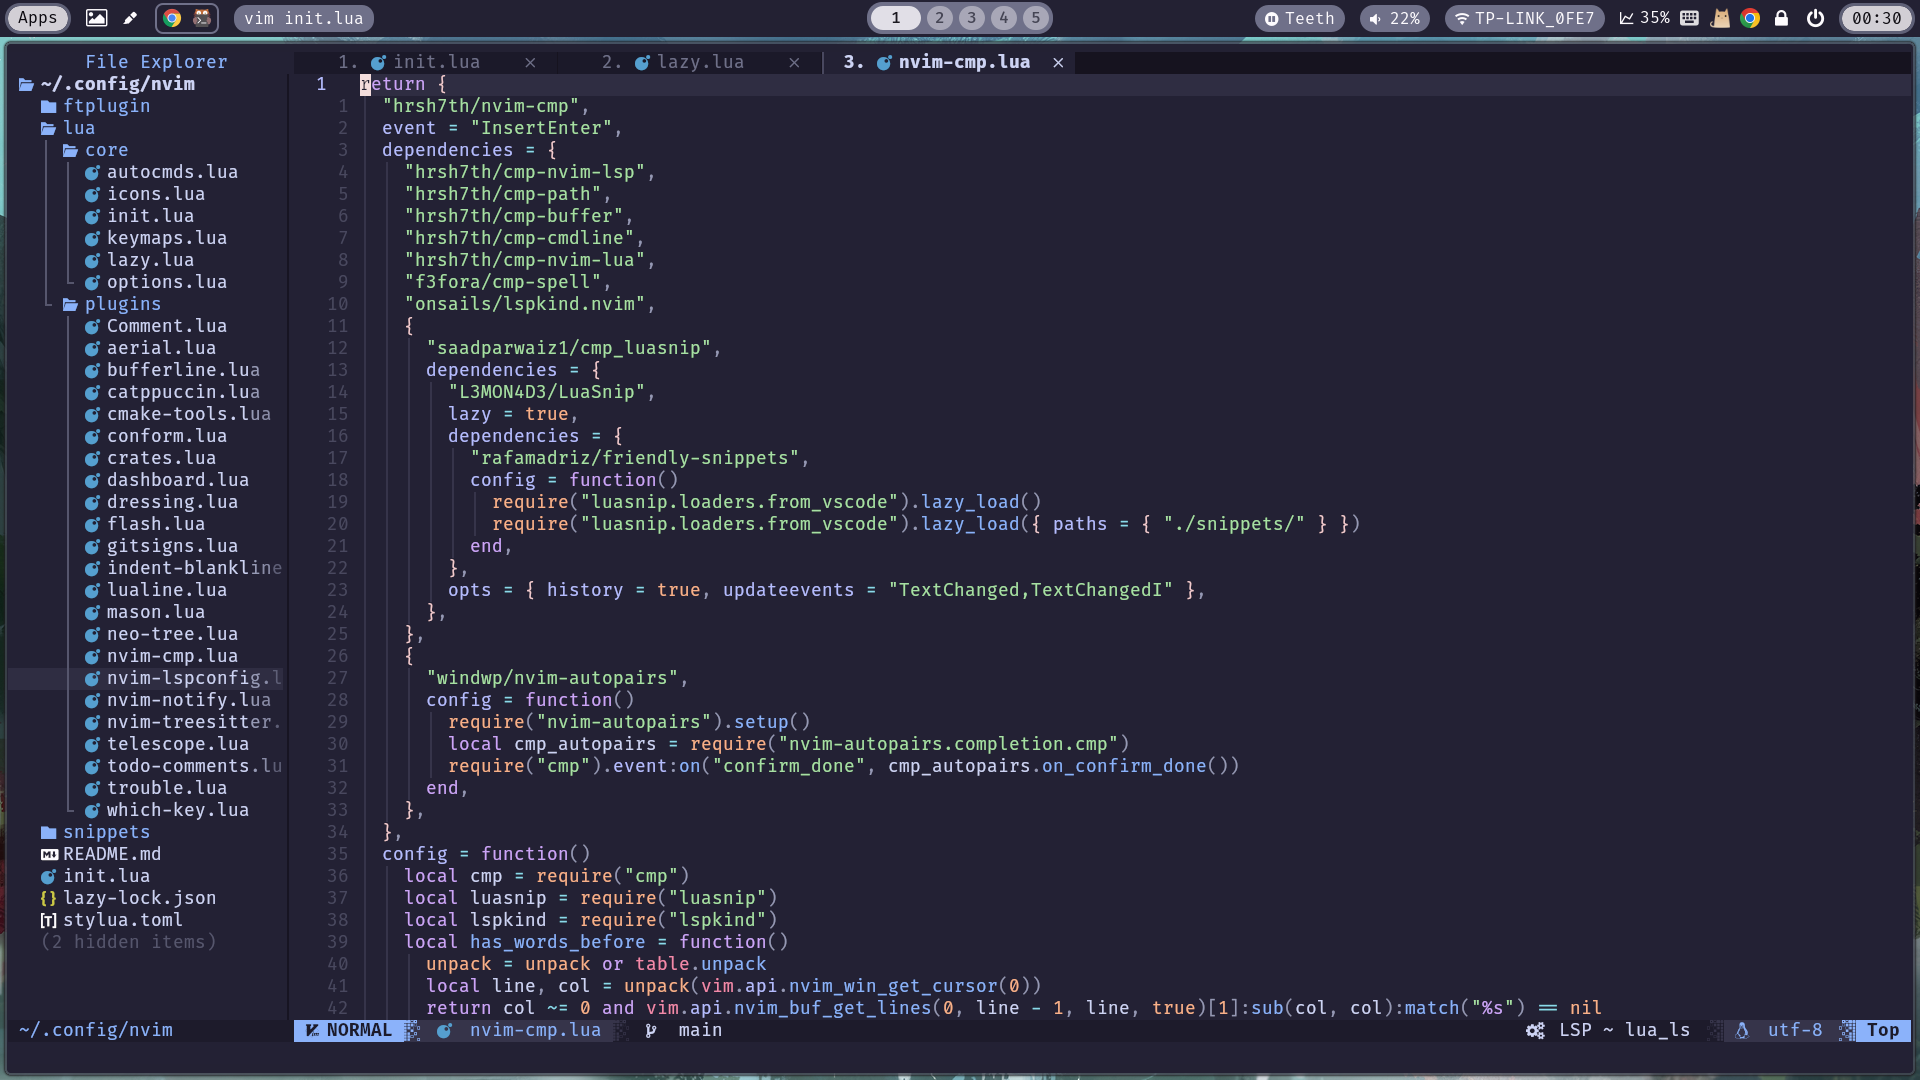 Apps vim init.lua 1 2 3 4 5 Teeth 22% TP-LINK_0FE7 35% 00:30
File Explorer
~/.config/nvim
ftplugin
lua
core
autocmds.lua
icons.lua
init.lua
keymaps.lua
lazy.lua
options.lua
plugins
Comment.lua
aerial.lua
bufferline.lua
catppuccin.lua
cmake-tools.lua
conform.lua
crates.lua
dashboard.lua
dressing.lua
flash.lua
gitsigns.lua
indent-blankline
lualine.lua
mason.lua
neo-tree.lua
nvim-cmp.lua
nvim-lspconfig.l
nvim-notify.lua
nvim-treesitter.
telescope.lua
todo-comments.lu
trouble.lua
which-key.lua
snippets
README.md
init.lua
{} lazy-lock.json
[T] stylua.toml
(2 hidden items)
~/.config/nvim
1. init.lua × 2. lazy.lua × 3. nvim-cmp.lua ×
1 return {
1 "hrsh7th/nvim-cmp",
2 event = "InsertEnter",
3 dependencies = {
4 "hrsh7th/cmp-nvim-lsp",
5 "hrsh7th/cmp-path",
6 "hrsh7th/cmp-buffer",
7 "hrsh7th/cmp-cmdline",
8 "hrsh7th/cmp-nvim-lua",
9 "f3fora/cmp-spell",
10 "onsails/lspkind.nvim",
11 {
12 "saadparwaiz1/cmp_luasnip",
13 dependencies = {
14 "L3MON4D3/LuaSnip",
15 lazy = true,
16 dependencies = {
17 "rafamadriz/friendly-snippets",
18 config = function()
19 require("luasnip.loaders.from_vscode").lazy_load()
20 require("luasnip.loaders.from_vscode").lazy_load({ paths = { "./snippets/" } })
21 end,
22 },
23 opts = { history = true, updateevents = "TextChanged,TextChangedI" },
24 },
25 },
26 {
27 "windwp/nvim-autopairs",
28 config = function()
29 require("nvim-autopairs").setup()
30 local cmp_autopairs = require("nvim-autopairs.completion.cmp")
31 require("cmp").event:on("confirm_done", cmp_autopairs.on_confirm_done())
32 end,
33 },
34 },
35 config = function()
36 local cmp = require("cmp")
37 local luasnip = require("luasnip")
38 local lspkind = require("lspkind")
39 local has_words_before = function()
40 unpack = unpack or table.unpack
41 local line, col = unpack(vim.api.nvim_win_get_cursor(0))
42 return col ~= 0 and vim.api.nvim_buf_get_lines(0, line - 1, line, true)[1]:sub(col, col):match("%s") == nil
NORMAL nvim-cmp.lua main LSP ~ lua_ls utf-8 Top